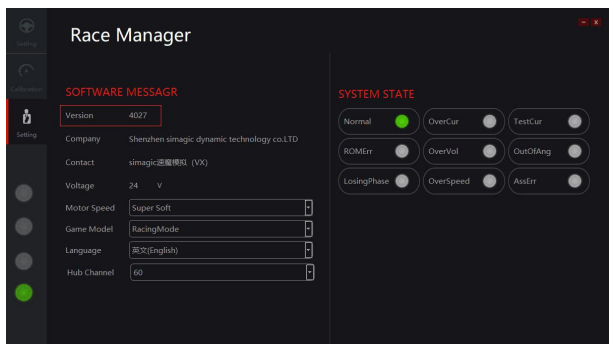 Race Manager
Setting
Calibration
Setting
SOFTWARE MESSAGR
Version 4027
Company Shenzhen simagic dynamic technology co.LTD
Contact simagic速魔模拟 (VX)
Voltage 24 V
Motor Speed Super Soft
Game Model RacingMode
Language 英文(English)
Hub Channel 60
SYSTEM STATE
Normal OverCur TestCur
ROMErr OverVol OutOfAng
LosingPhase OverSpeed AssErr